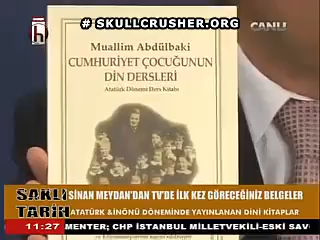 # SKULLCRUSHER.ORG
CANLI
Muallim Abdülbaki
CUMHURİYET ÇOCUĞUNUN
DİN DERSLERİ
Atatürk Dönemi Ders Kitabı
SİNAN MEYDAN'DAN TV'DE İLK KEZ GÖRECEĞİNİZ BELGELER
SAKLI
TARİH
ATATÜRK &İNÖNÜ DÖNEMİNDE YAYINLANAN DİNİ KİTAPLAR
11:27 MENTER; CHP İSTANBUL MİLLETVEKİLİ-ESKİ SAV